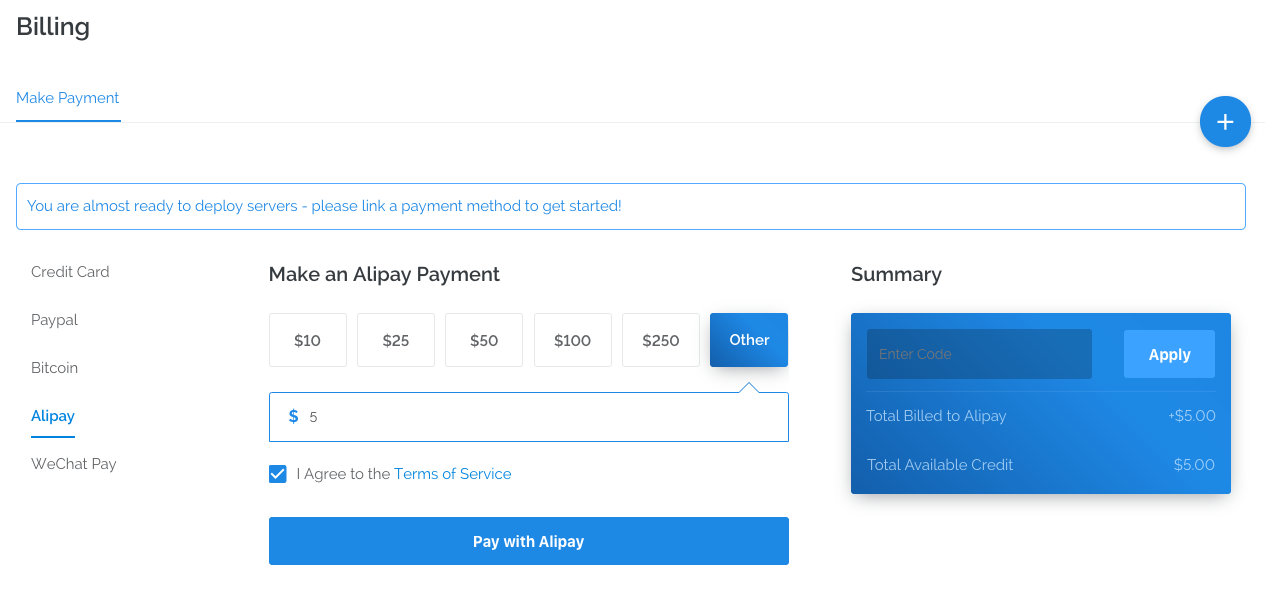 Billing
Make Payment
+
You are almost ready to deploy servers - please link a payment method to get started!
Credit Card
Paypal
Bitcoin
Alipay
WeChat Pay
Make an Alipay Payment
$10 $25 $50 $100 $250 Other
$ 5
I Agree to the Terms of Service
Pay with Alipay
Summary
Enter Code Apply
Total Billed to Alipay +$5.00
Total Available Credit $5.00